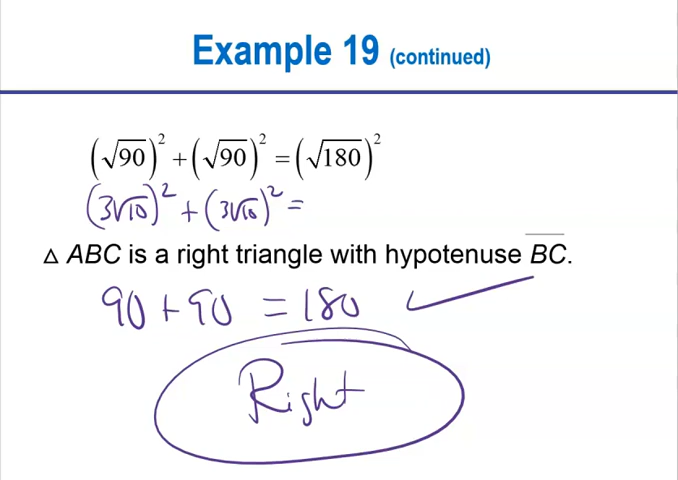 Example 19 (continued)
(√90)² + (√90)² = (√180)²
(3√10)² + (3√10)² =
△ ABC is a right triangle with hypotenuse B̅C̅.
90 + 90 = 180 ✓
Right